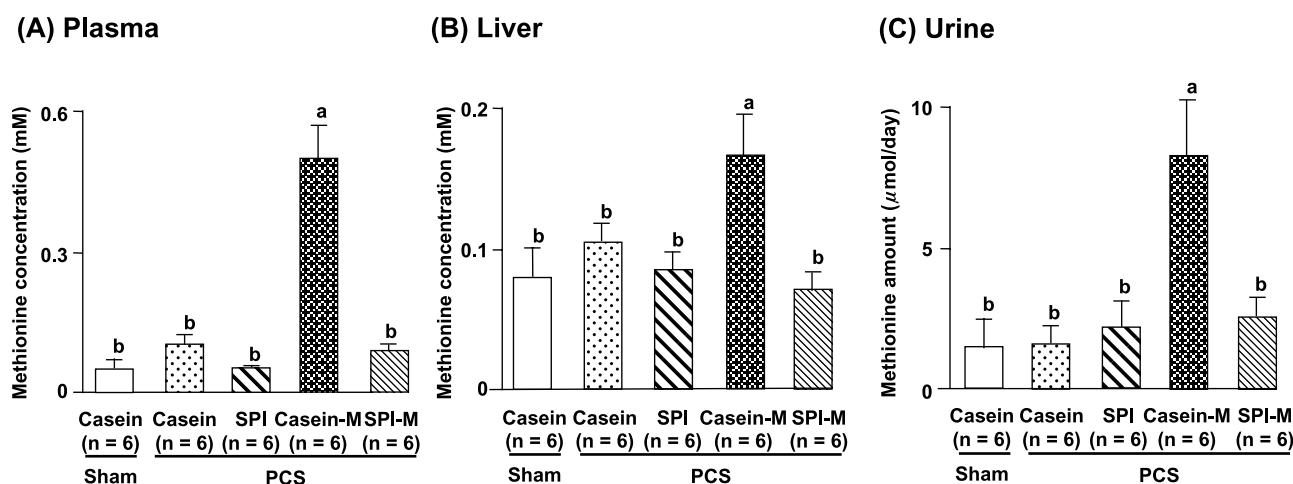 (A) Plasma
Methionine concentration (mM)
0.6
0.3
0
b
b
b
a
b
Casein Casein SPI Casein-M SPI-M
(n = 6) (n = 6) (n = 6) (n = 6) (n = 6)
Sham PCS
(B) Liver
Methionine concentration (mM)
0.2
0.1
0
b
b
b
a
b
Casein Casein SPI Casein-M SPI-M
(n = 6) (n = 6) (n = 6) (n = 6) (n = 6)
Sham PCS
(C) Urine
Methionine amount (μmol/day)
10
5
0
b
b
b
a
b
Casein Casein SPI Casein-M SPI-M
(n = 6) (n = 6) (n = 6) (n = 6) (n = 6)
Sham PCS